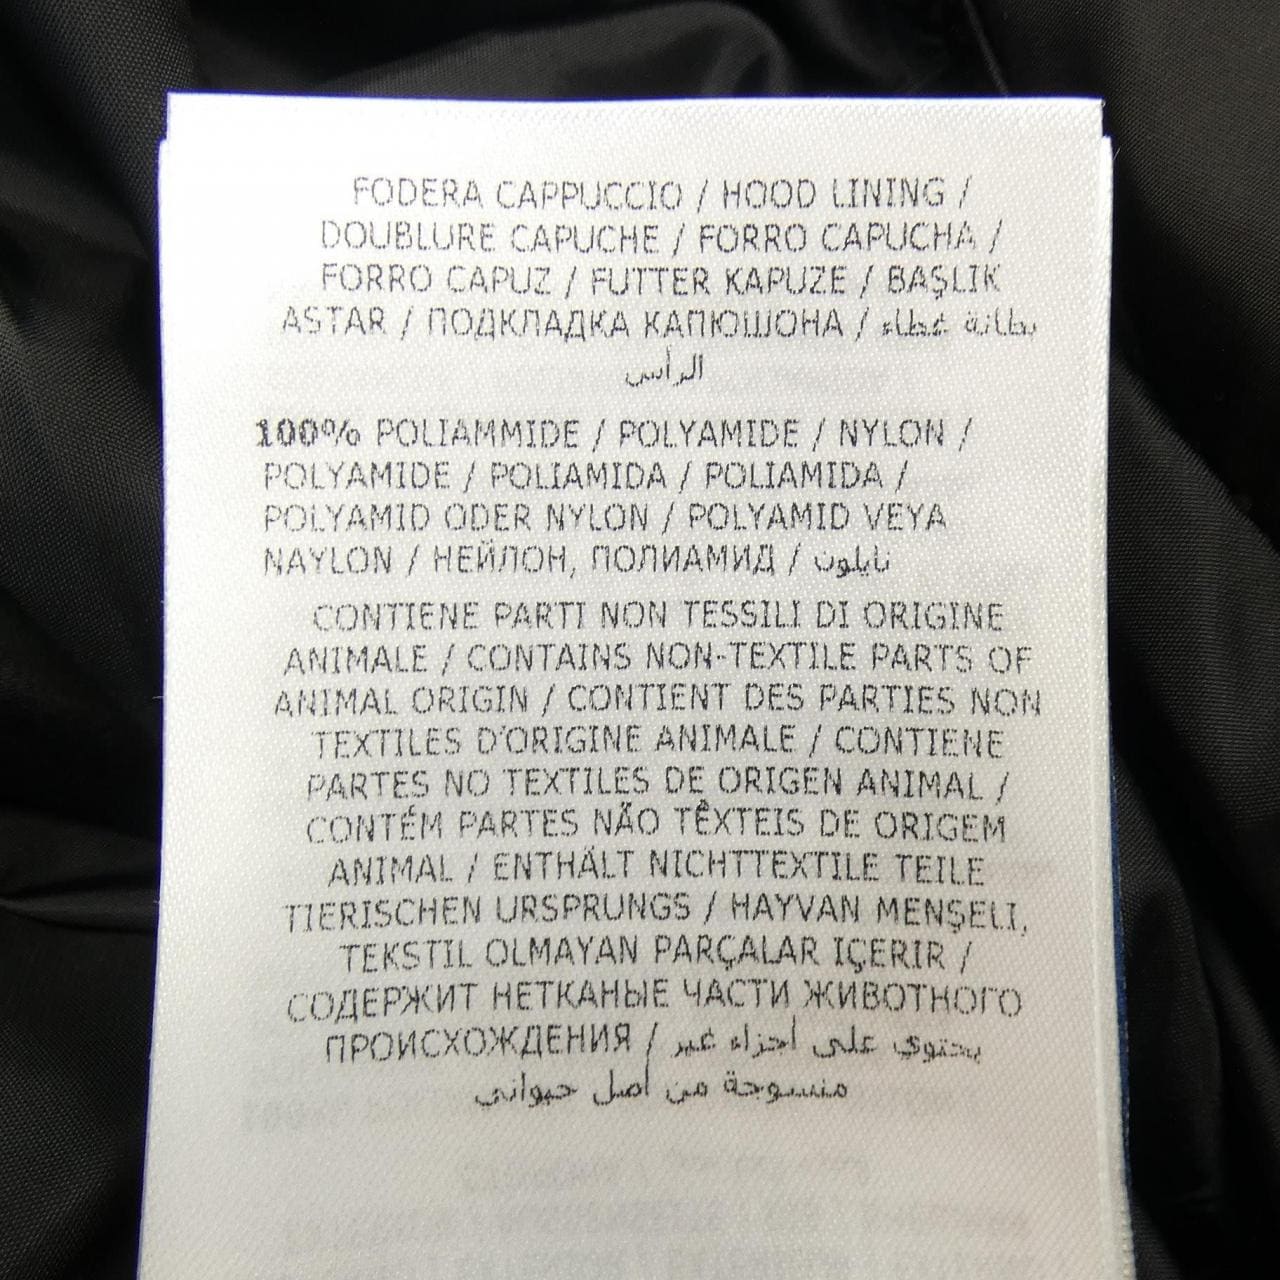 FODERA CAPPUCCIO / HOOD LINING /
DOUBLURE CAPUCHE / FORRO CAPUCHA /
FORRO CAPUZ / FUTTER KAPUZE / BAŞLIK
ASTAR / ПОДКЛАДКА КАПЮШОНА / بطانة غطاء
الرأس
100% POLIAMMIDE / POLYAMIDE / NYLON /
POLYAMIDE / POLIAMIDA / POLIAMIDA /
POLYAMID ODER NYLON / POLYAMID VEYA
NAYLON / НЕЙЛОН, ПОЛИАМИД / نايلون
CONTIENE PARTI NON TESSILI DI ORIGINE
ANIMALE / CONTAINS NON-TEXTILE PARTS OF
ANIMAL ORIGIN / CONTIENT DES PARTIES NON
TEXTILES D'ORIGINE ANIMALE / CONTIENE
PARTES NO TEXTILES DE ORIGEN ANIMAL /
CONTÉM PARTES NÃO TÊXTEIS DE ORIGEM
ANIMAL / ENTHÄLT NICHTTEXTILE TEILE
TIERISCHEN URSPRUNGS / HAYVAN MENŞELI,
TEKSTIL OLMAYAN PARÇALAR IÇERIR /
СОДЕРЖИТ НЕТКАНЫЕ ЧАСТИ ЖИВОТНОГО
ПРОИСХОЖДЕНИЯ / يحتوي على أجزاء غير
منسوجة من أصل حيواني